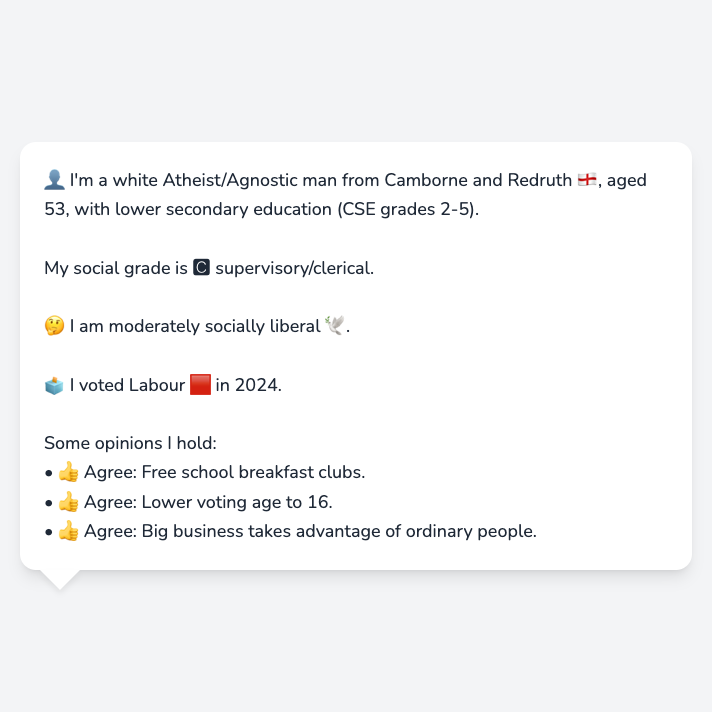 👤 I'm a white Atheist/Agnostic man from Camborne and Redruth 🏴󠁧󠁢󠁥󠁮󠁧󠁿, aged
53, with lower secondary education (CSE grades 2-5).
My social grade is 🅲 supervisory/clerical.
🤔 I am moderately socially liberal 🕊️.
🗳️ I voted Labour 🟥 in 2024.
Some opinions I hold:
• 👍 Agree: Free school breakfast clubs.
• 👍 Agree: Lower voting age to 16.
• 👍 Agree: Big business takes advantage of ordinary people.